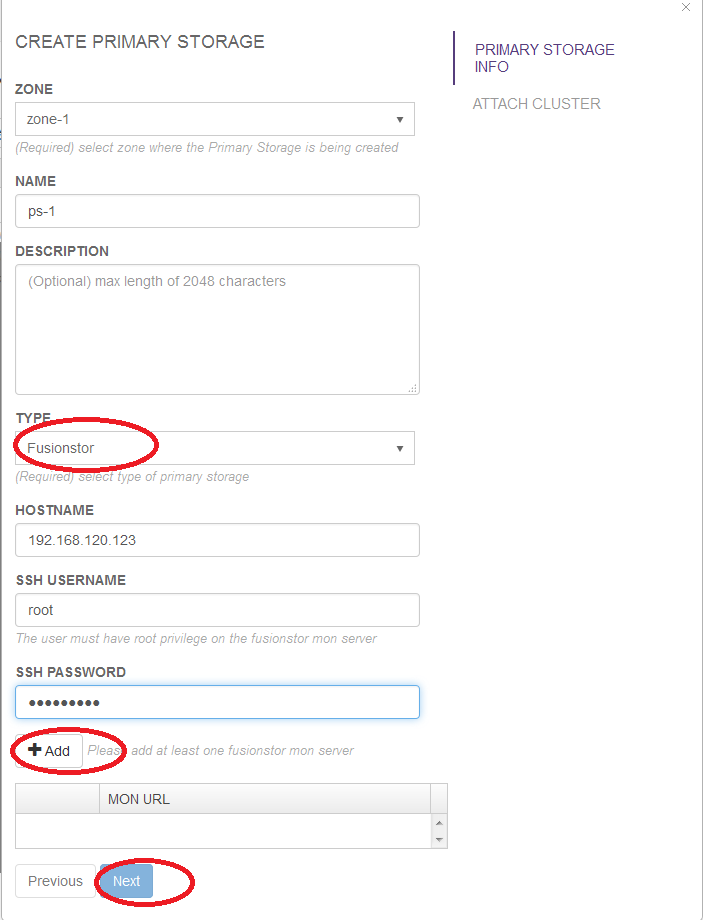 CREATE PRIMARY STORAGE
PRIMARY STORAGE
INFO
ATTACH CLUSTER
ZONE
zone-1
(Required) select zone where the Primary Storage is being created
NAME
ps-1
DESCRIPTION
(Optional) max length of 2048 characters
TYPE
Fusionstor
(Required) select type of primary storage
HOSTNAME
192.168.120.123
SSH USERNAME
root
The user must have root privilege on the fusionstor mon server
SSH PASSWORD
●●●●●●●●●
Add Please add at least one fusionstor mon server
MON URL
Previous Next